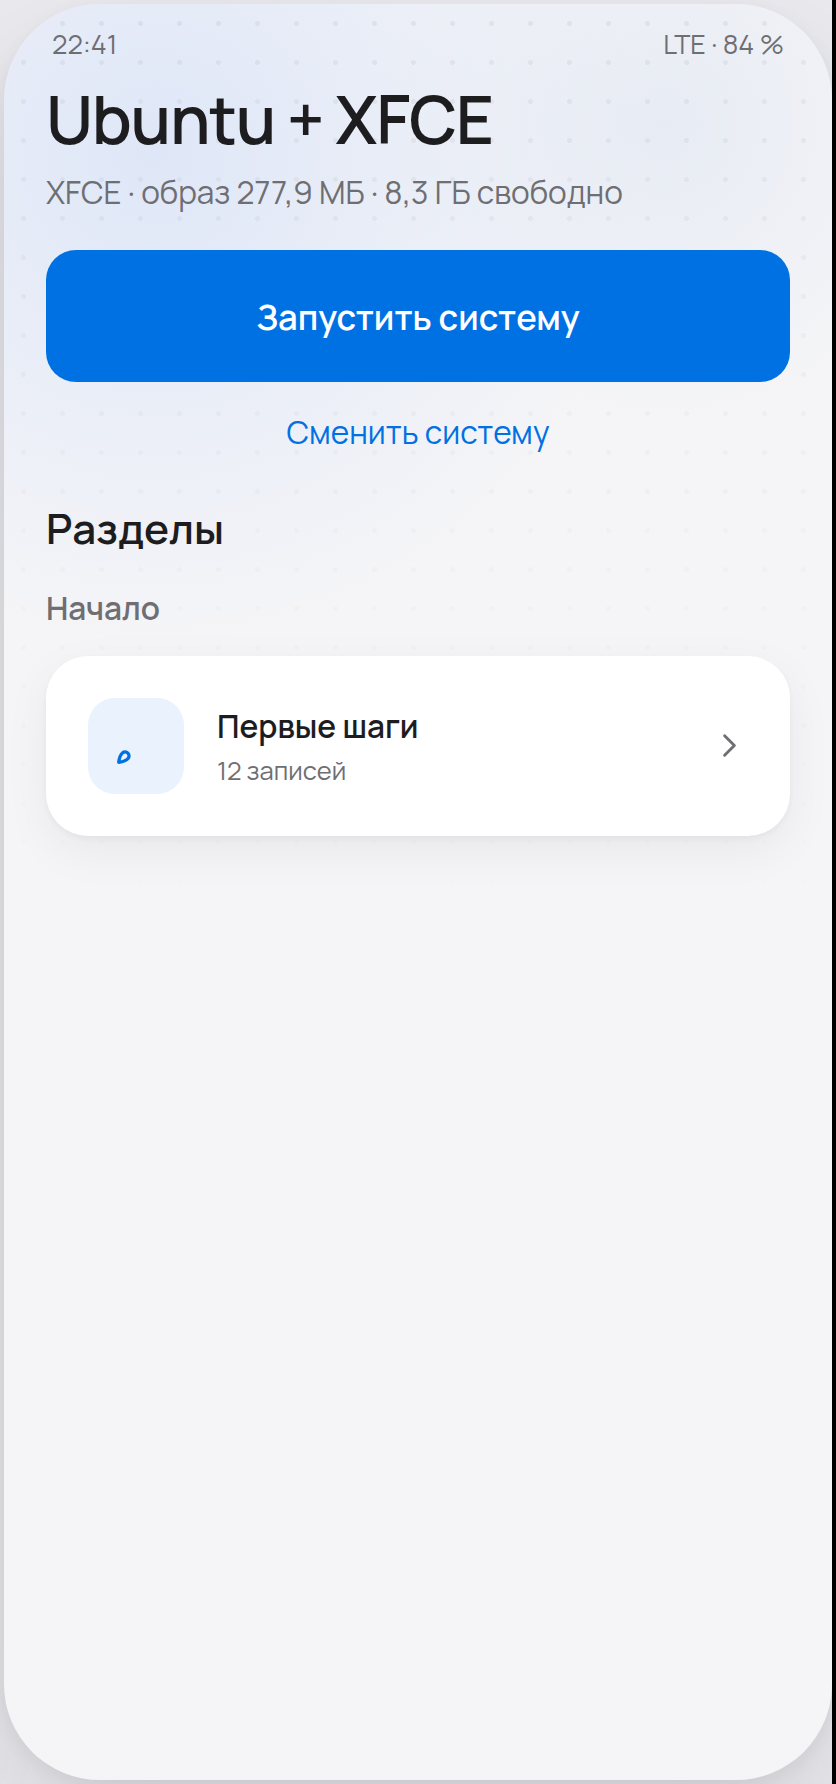 22:41
LTE · 84 %
Ubuntu + XFCE
XFCE · образ 277,9 МБ · 8,3 ГБ свободно
Запустить систему
Сменить систему
Разделы
Начало
Первые шаги
12 записей